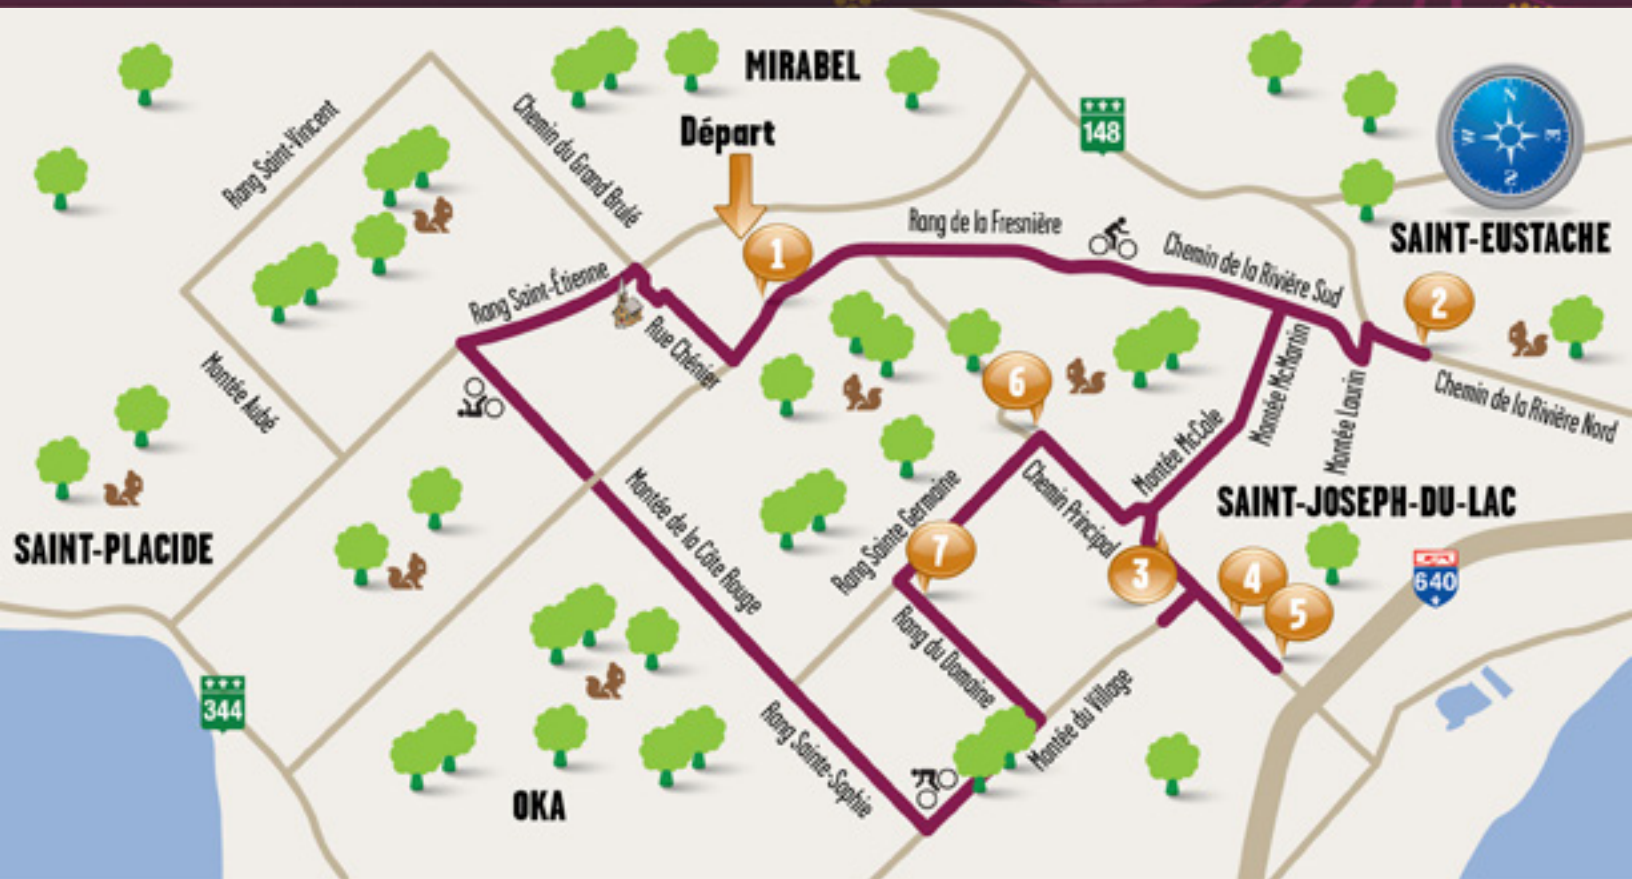 MIRABEL
Départ
148
N
E
S
W
Rang Saint-Vincent
Chemin du Grand Brulé
1
Rang de la Fresnière
Chemin de la Rivière Sud
SAINT-EUSTACHE
2
Rang Saint-Étienne
Rue Chénier
Montée Aubé
6
Montée McMartin
Montée Laurin
Chemin de la Rivière Nord
Montée McCole
Chemin Principal
SAINT-JOSEPH-DU-LAC
SAINT-PLACIDE
Montée de la Côte Rouge
Rang Sainte Germaine
7
3
4
5
640
Rang du Domaine
344
Rang Sainte-Sophie
Montée du Village
OKA